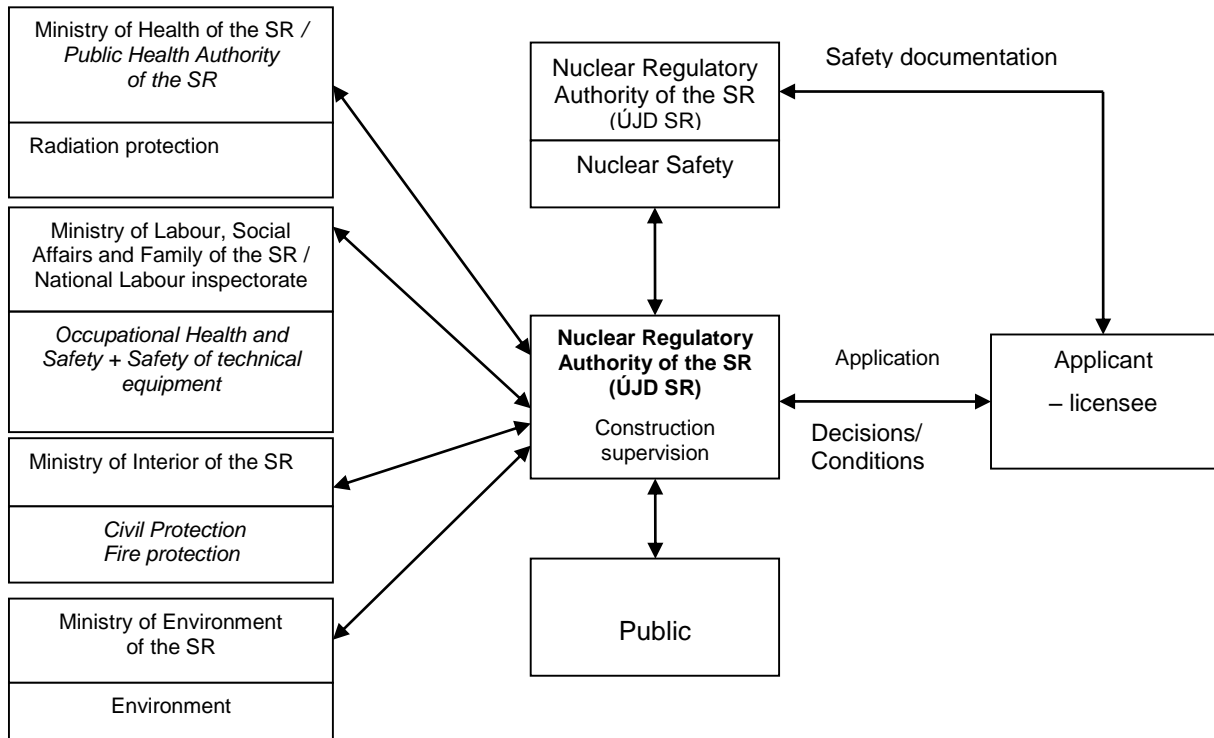 Ministry of Health of the SR /
Public Health Authority
of the SR
Radiation protection
Ministry of Labour, Social
Affairs and Family of the SR /
National Labour inspectorate
Occupational Health and
Safety + Safety of technical
equipment
Ministry of Interior of the SR
Civil Protection
Fire protection
Ministry of Environment
of the SR
Environment
Nuclear Regulatory
Authority of the SR
(ÚJD SR)
Nuclear Safety
Nuclear Regulatory
Authority of the SR
(ÚJD SR)
Construction
supervision
Public
Safety documentation
Application
Decisions/
Conditions
Applicant
– licensee